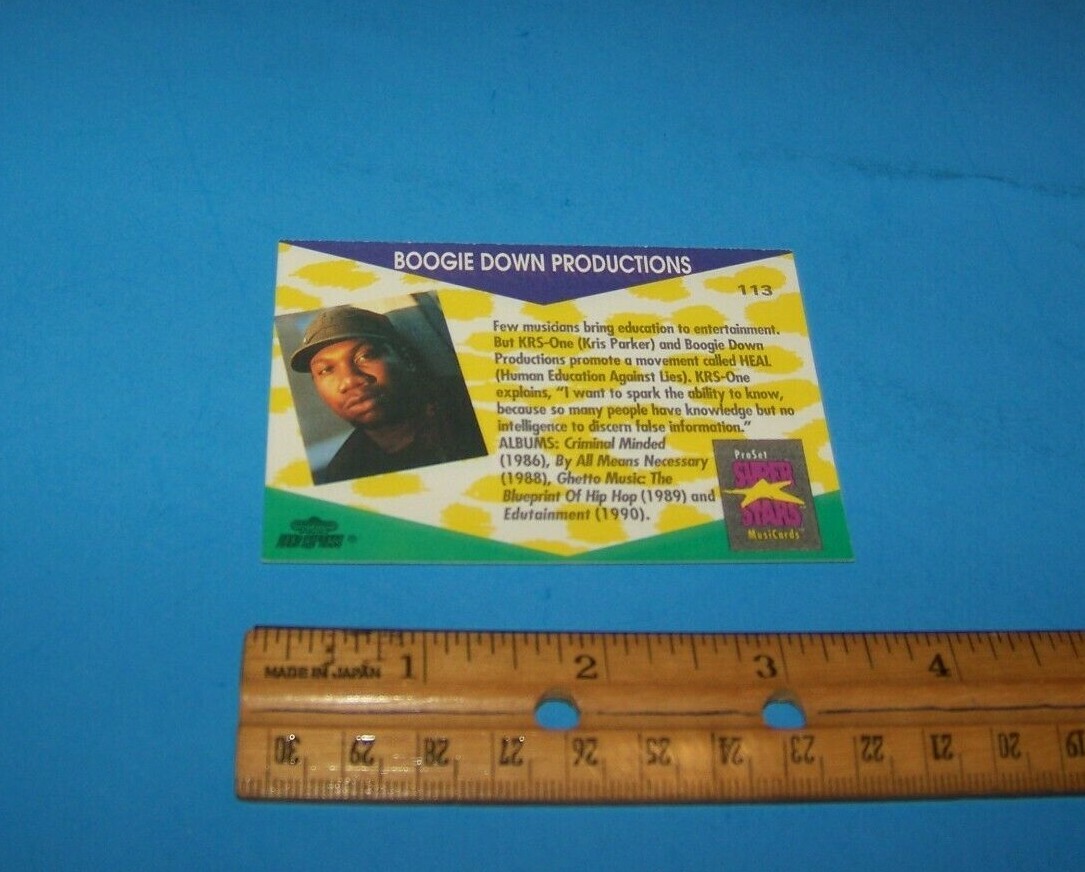 BOOGIE DOWN PRODUCTIONS
113
Few musicians bring education to entertainment.
But KRS-One (Kris Parker) and Boogie Down
Productions promote a movement called HEAL
(Human Education Against Lies). KRS-One
explains, "I want to spark the ability to know,
because so many people have knowledge but no
intelligence to discern false information."
ALBUMS: Criminal Minded
(1986), By All Means Necessary
(1988), Ghetto Music: The
Blueprint Of Hip Hop (1989) and
Edutainment (1990).
ProSet
SUPER
STARS™
MusiCards™
MADE IN JAPAN 1 2 3 4
30 29 28 27 26 25 24 23 22 21 20 19